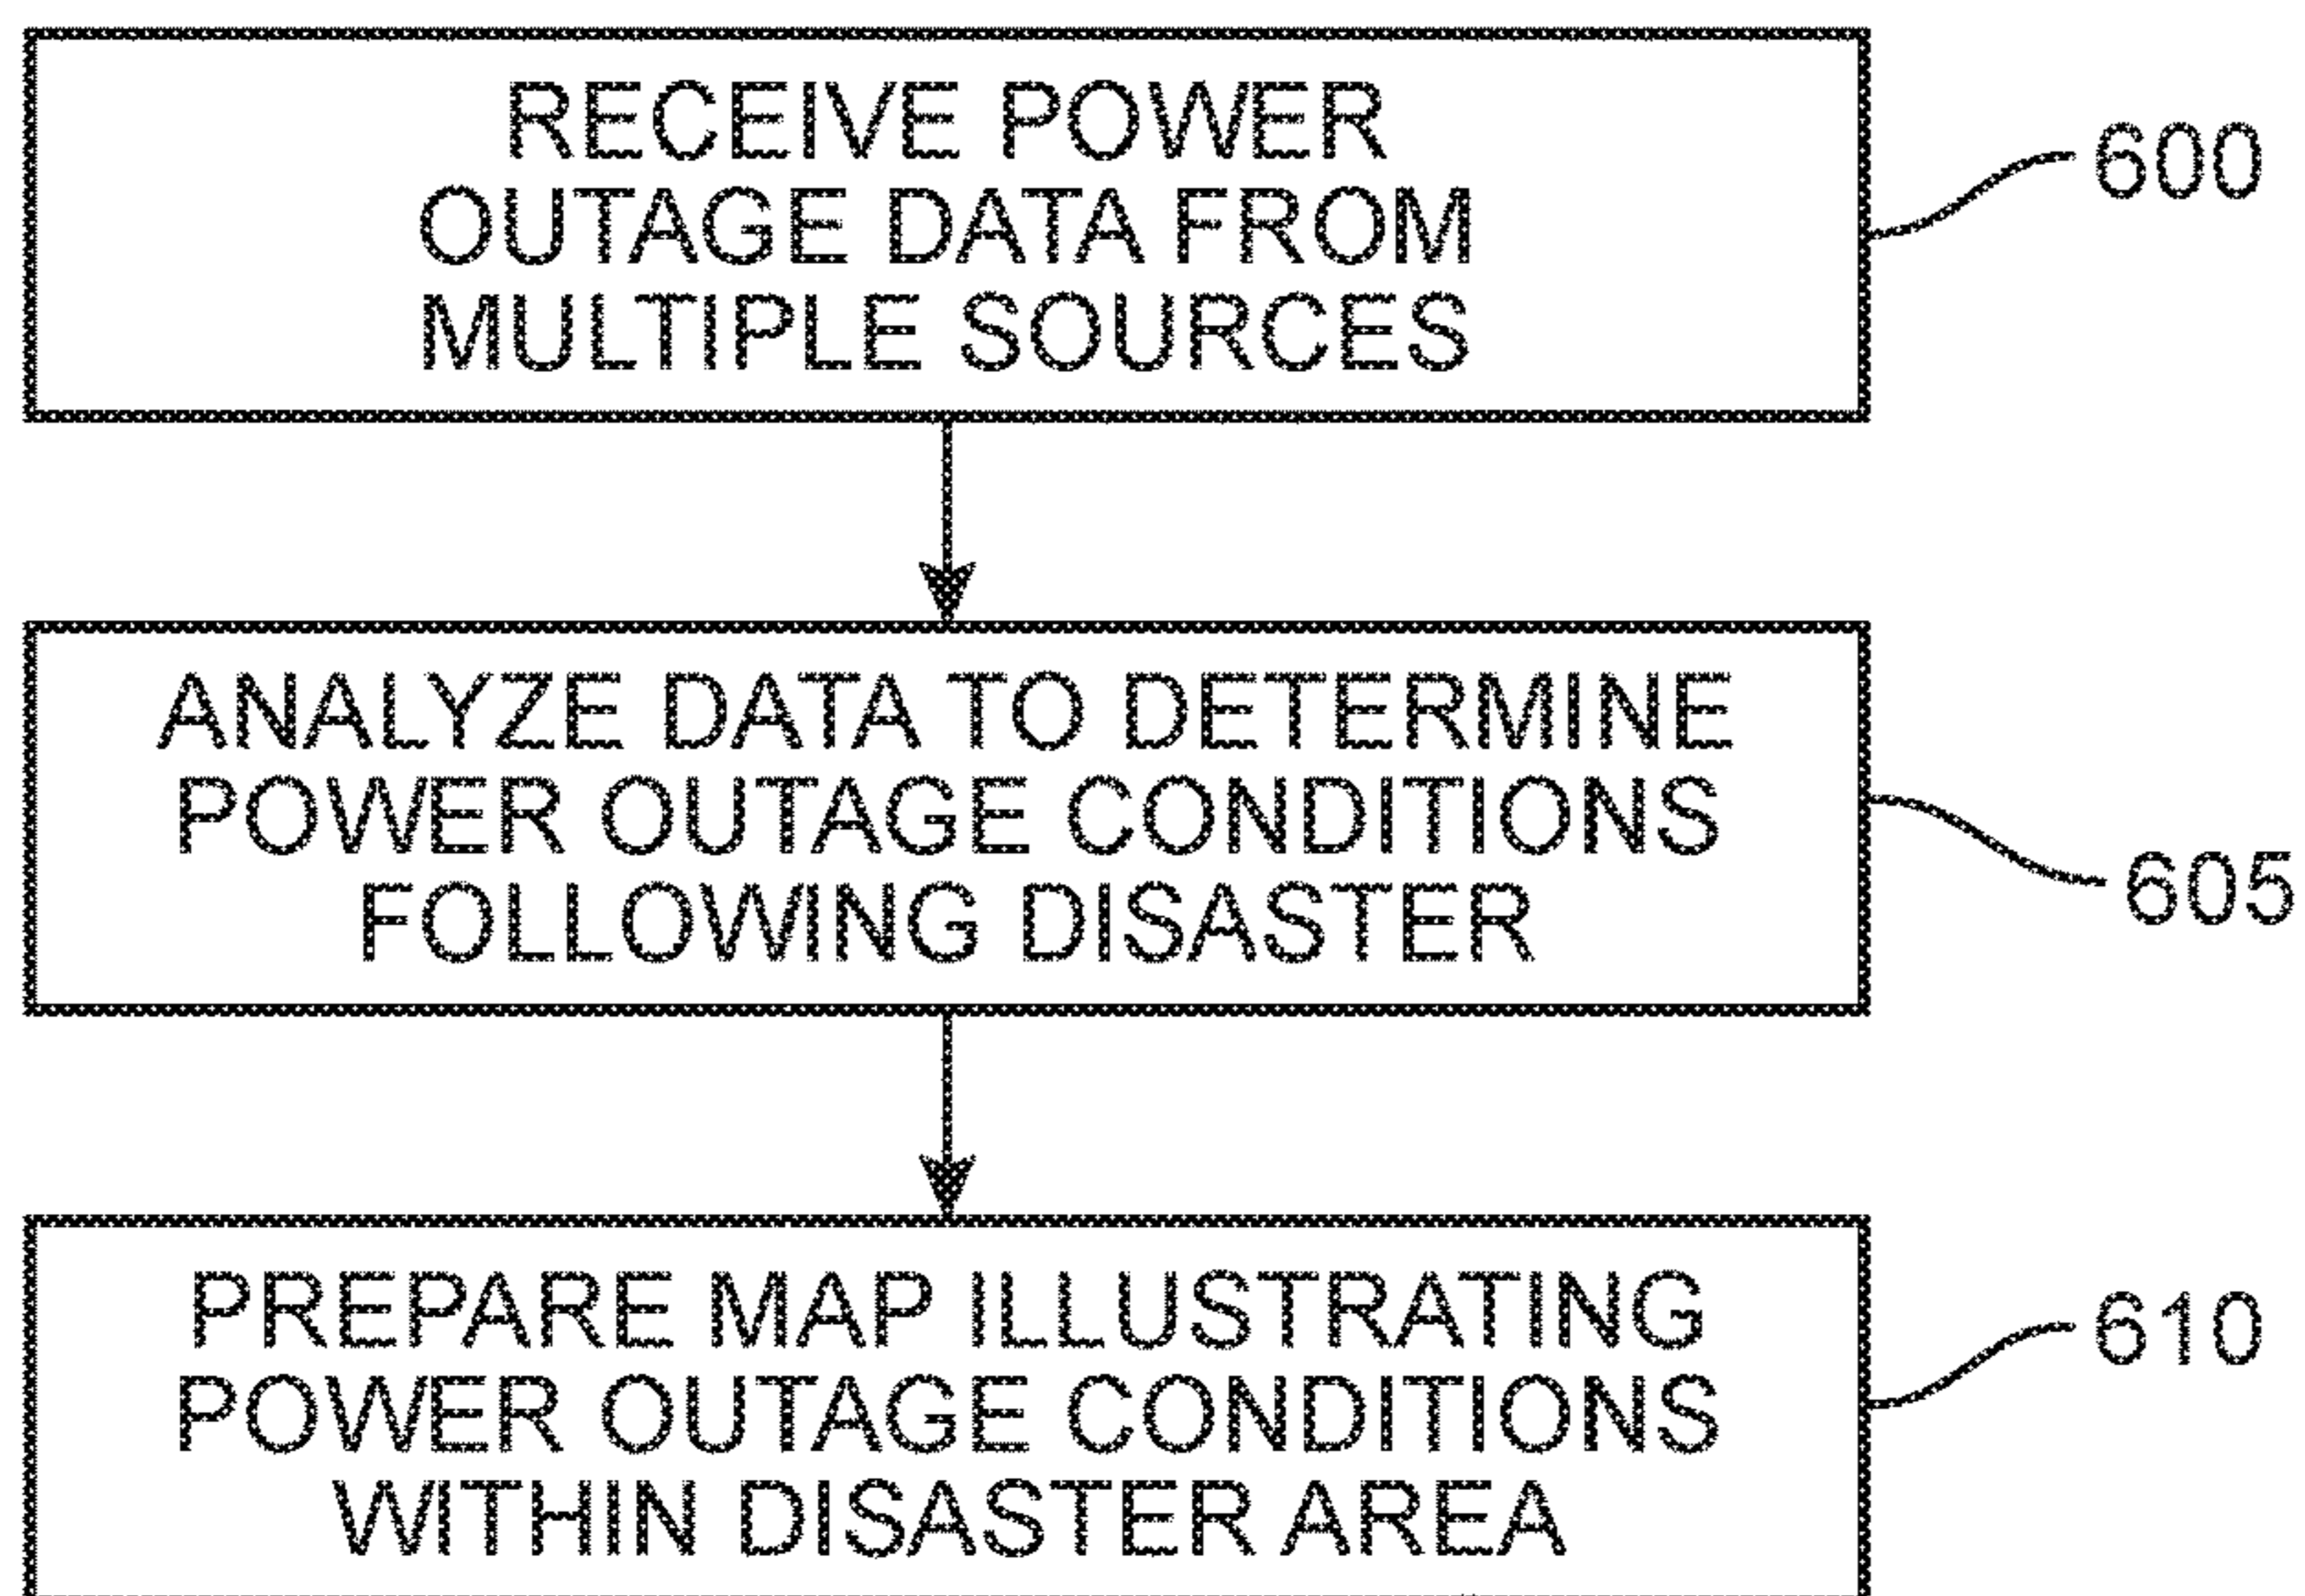 RECEIVE POWER
OUTAGE DATA FROM
MULTIPLE SOURCES
600
ANALYZE DATA TO DETERMINE
POWER OUTAGE CONDITIONS
FOLLOWING DISASTER
605
PREPARE MAP ILLUSTRATING
POWER OUTAGE CONDITIONS
WITHIN DISASTER AREA
610